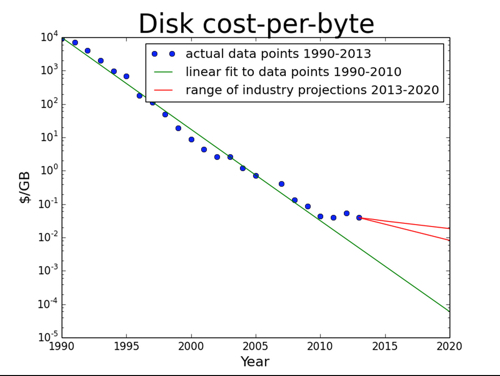 Disk cost-per-byte
actual data points 1990-2013
linear fit to data points 1990-2010
range of industry projections 2013-2020
$/GB
10^4
10^3
10^2
10^1
10^0
10^-1
10^-2
10^-3
10^-4
10^-5
1990 1995 2000 2005 2010 2015 2020
Year